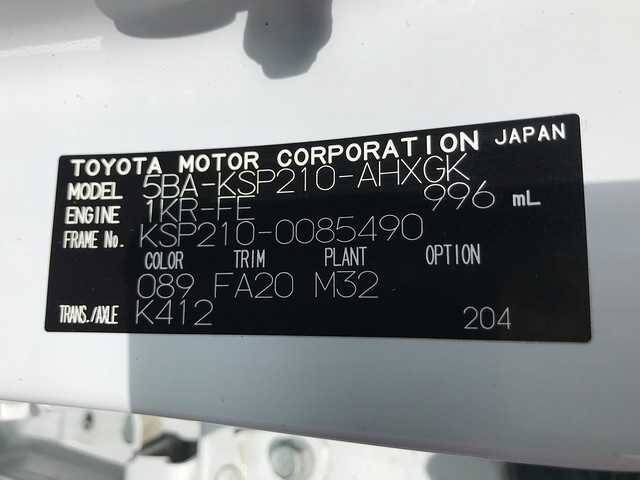 TOYOTA MOTOR CORPORATION JAPAN
MODEL 5BA-KSP210-AHXGK
ENGINE 1KR-FE 996 mL
FRAME No. KSP210-0085490
COLOR TRIM PLANT OPTION
089 FA20 M32
TRANS./AXLE K412 204